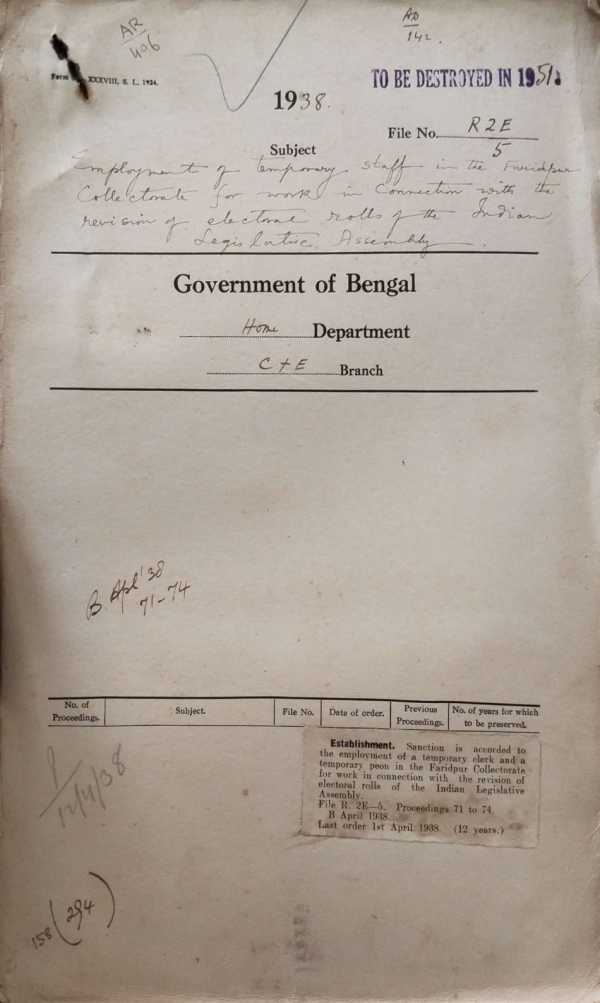 AR
406
AD
142
Form XXXVIII, S. L. 1934.
TO BE DESTROYED IN 1951.
1938.
File No. R 2E
5
Subject
Employment of temporary staff in the Faridpur
Collectorate for work in Connection with the
revision of electoral rolls of the Indian
Legislative Assembly.
Government of Bengal
Home Department
C & E Branch
B. Apl '38
71-74
No. of Proceedings. Subject. File No. Date of order. Previous Proceedings. No. of years for which to be preserved.
Establishment. Sanction is accorded to
the employment of a temporary clerk and a
temporary peon in the Faridpur Collectorate
for work in connection with the revision of
electoral rolls of the Indian Legislative
Assembly.
File R. 2E—5. Proceedings 71 to 74.
B April 1938.
Last order 1st April 1938. (12 years.)
12/4/38
158 (294)